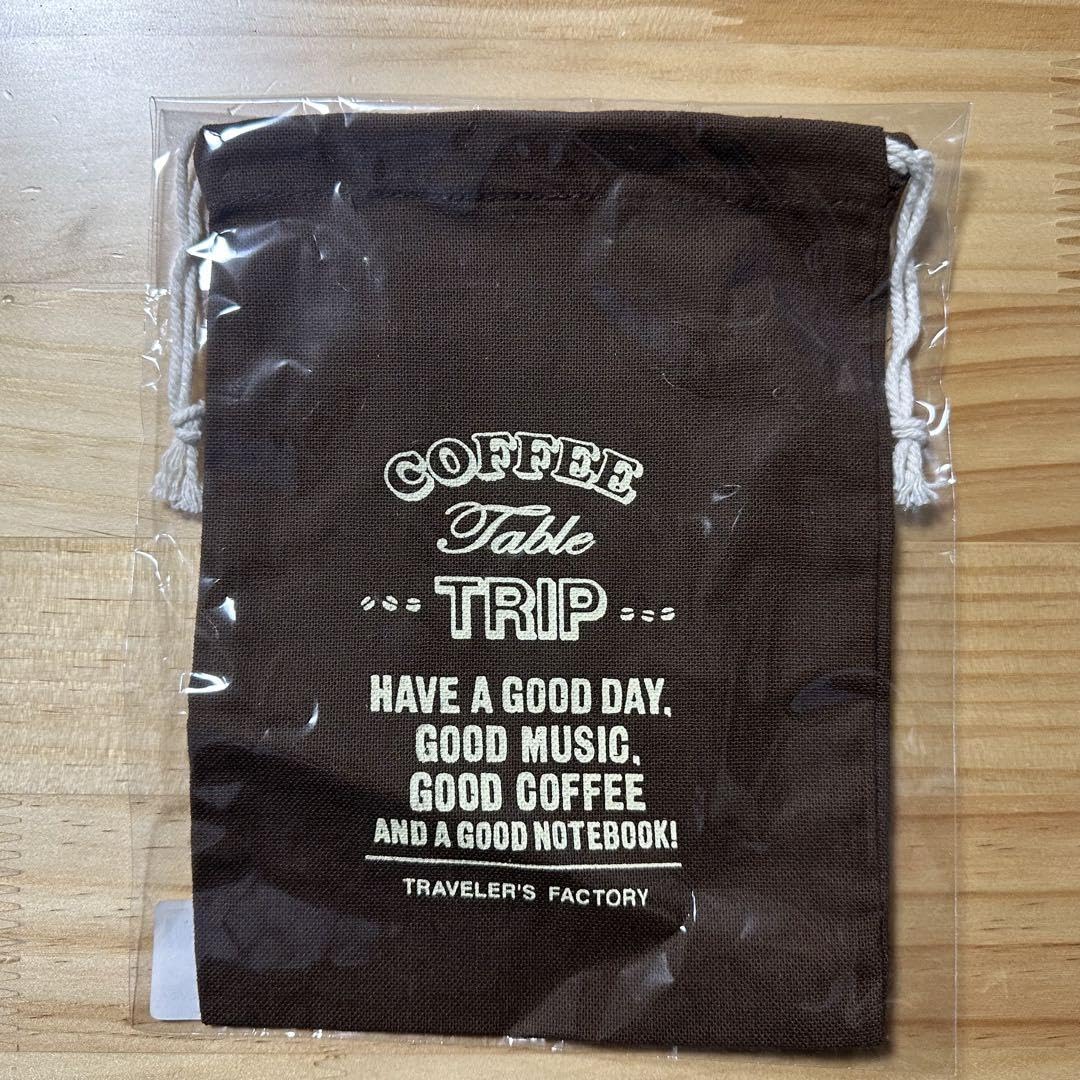 COFFEE
Table
TRIP
HAVE A GOOD DAY,
GOOD MUSIC,
GOOD COFFEE
AND A GOOD NOTEBOOK!
TRAVELER'S FACTORY